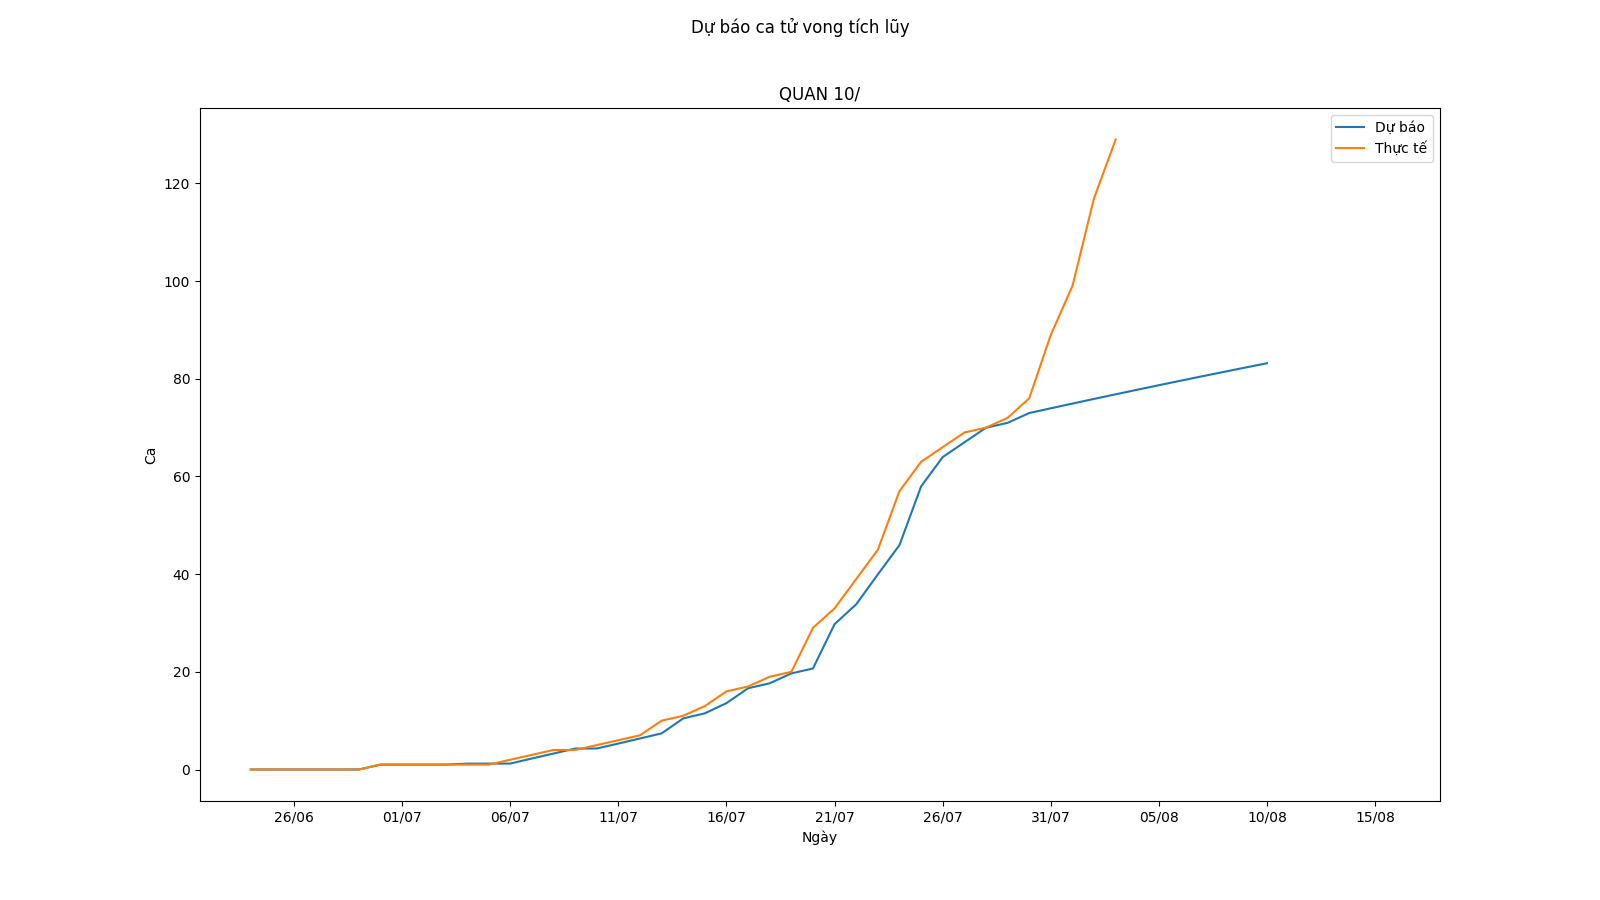 Dự báo ca tử vong tích lũy
QUAN 10/
Dự báo
Thực tế
120
100
80
60
40
20
0
Ca
26/06 01/07 06/07 11/07 16/07 21/07 26/07 31/07 05/08 10/08 15/08
Ngày